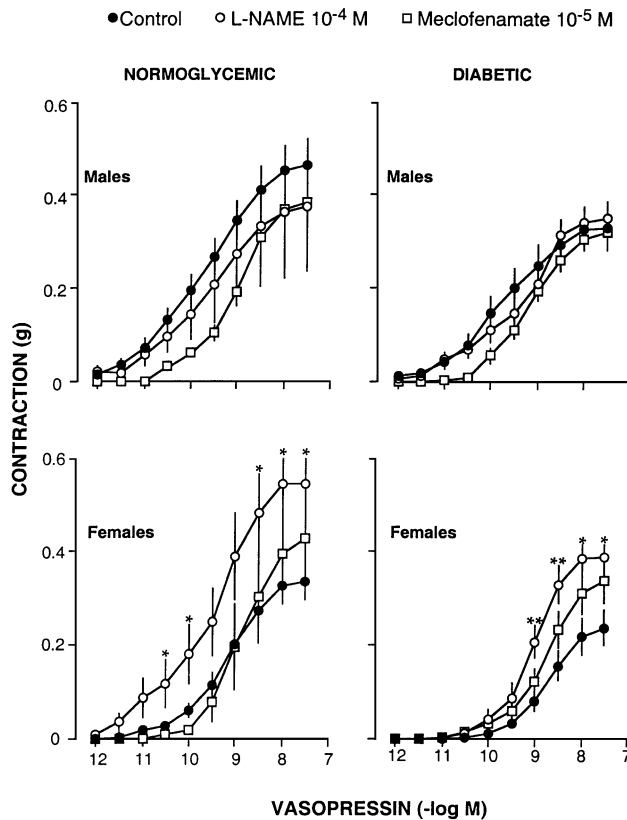 ●Control ○ L-NAME 10⁻⁴ M □ Meclofenamate 10⁻⁵ M
NORMOGLYCEMIC DIABETIC
0.6
Males Males
0.4
0.2
0
CONTRACTION (g)
0.6 * * *
Females Females
0.4 ** * *
* *
0.2 **
0
12 11 10 9 8 7 12 11 10 9 8 7
VASOPRESSIN (-log M)